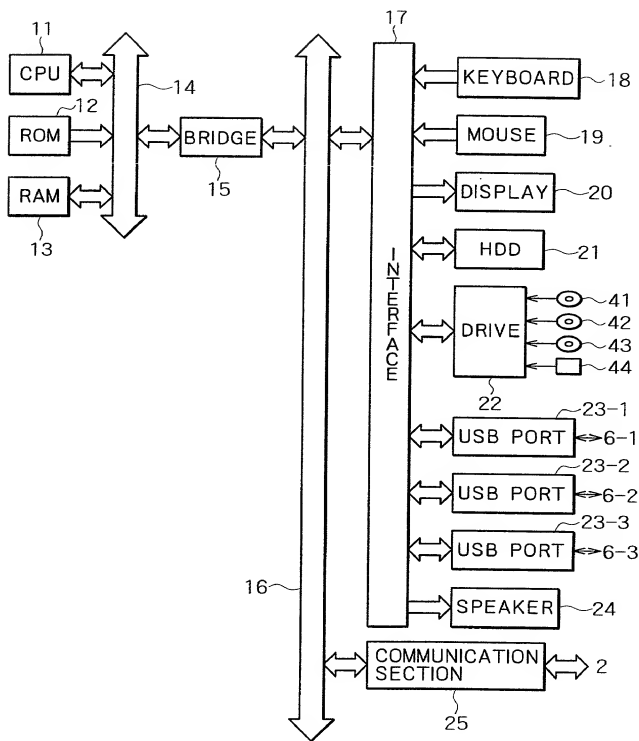 11
CPU
14
12
ROM
RAM
13
BRIDGE
15
16
17
INTERFACE
KEYBOARD
18
MOUSE
19
DISPLAY
20
HDD
21
DRIVE
22
41
42
43
44
23-1
USB PORT
6-1
23-2
USB PORT
6-2
23-3
USB PORT
6-3
SPEAKER
24
COMMUNICATION
SECTION
25
2